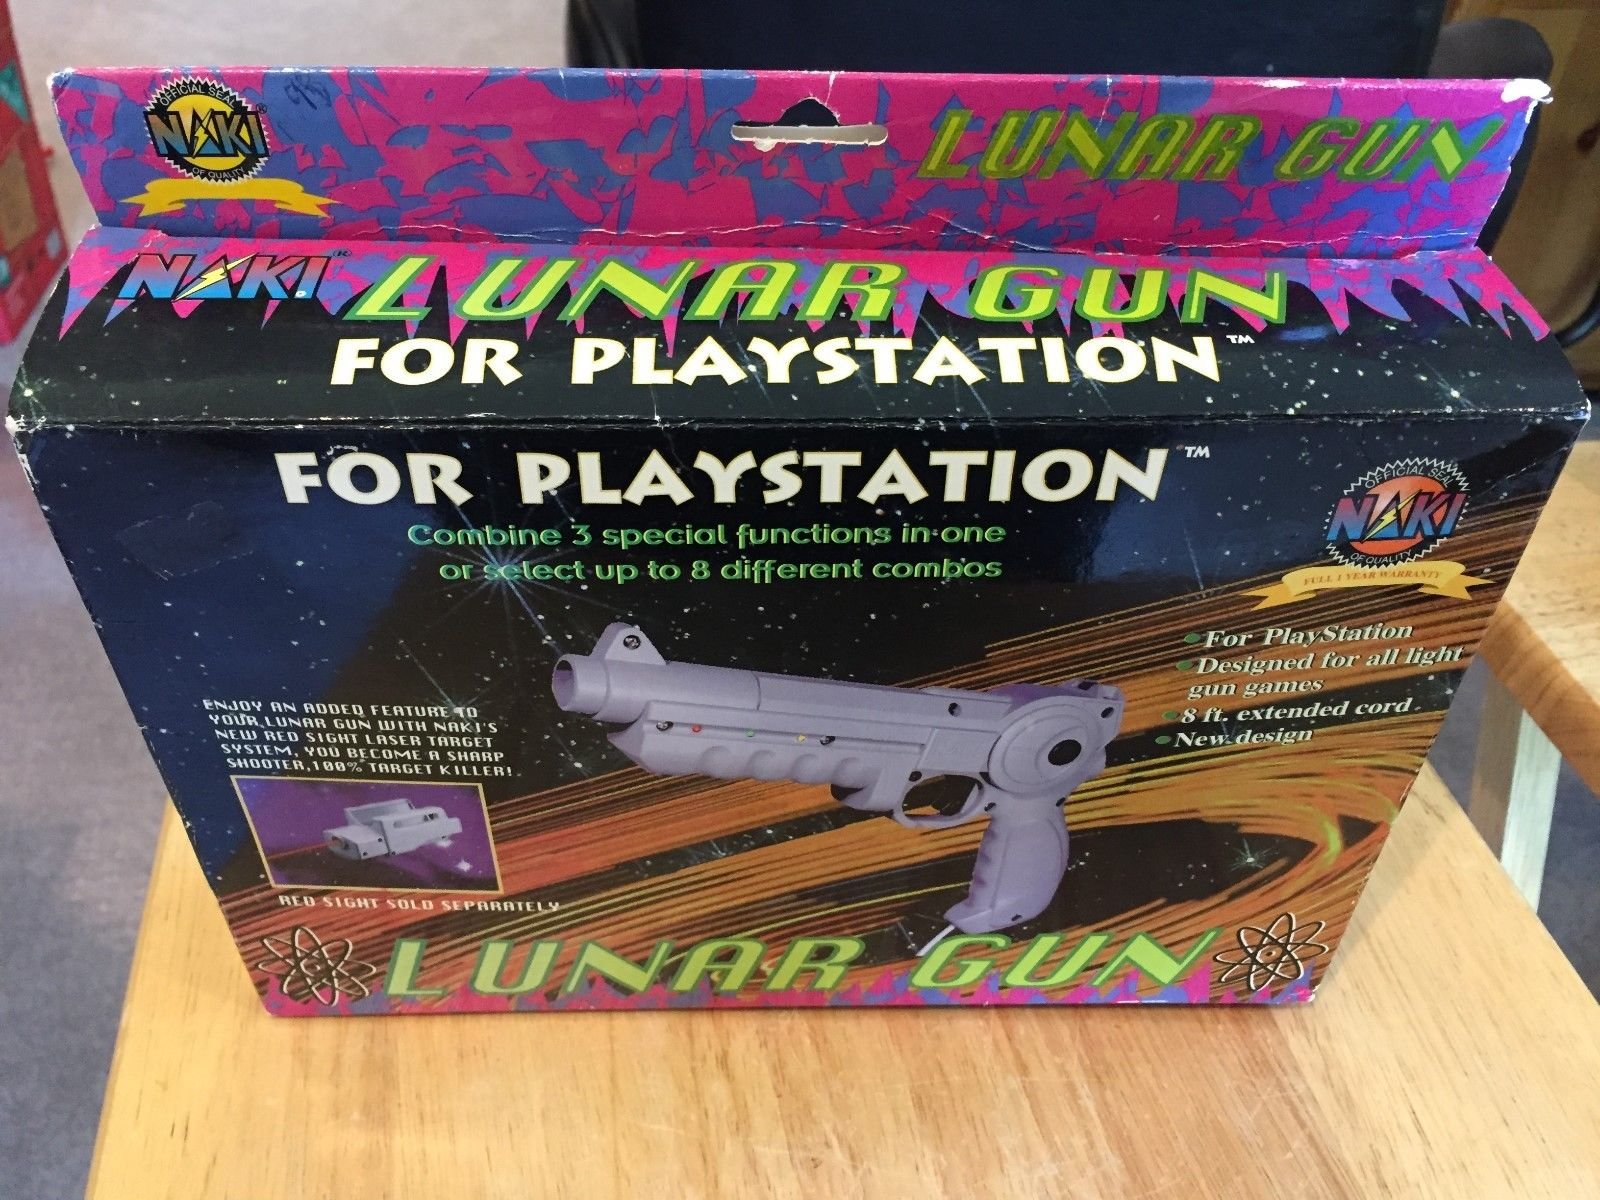 OFFICIAL SEAL
NAKI
®
OF QUALITY
LUNAR GUN
NAKI®
LUNAR GUN
FOR PLAYSTATION™
FOR PLAYSTATION™
Combine 3 special functions in one
or select up to 8 different combos
OFFICIAL SEAL
NAKI
OF QUALITY
FULL 1 YEAR WARRANTY
•For PlayStation
•Designed for all light
gun games
•8 ft. extended cord
•New design
ENJOY AN ADDED FEATURE TO
YOUR LUNAR GUN WITH NAKI'S
NEW RED SIGHT LASER TARGET
SYSTEM, YOU BECOME A SHARP
SHOOTER,100% TARGET KILLER!
RED SIGHT SOLD SEPARATELY
LUNAR GUN